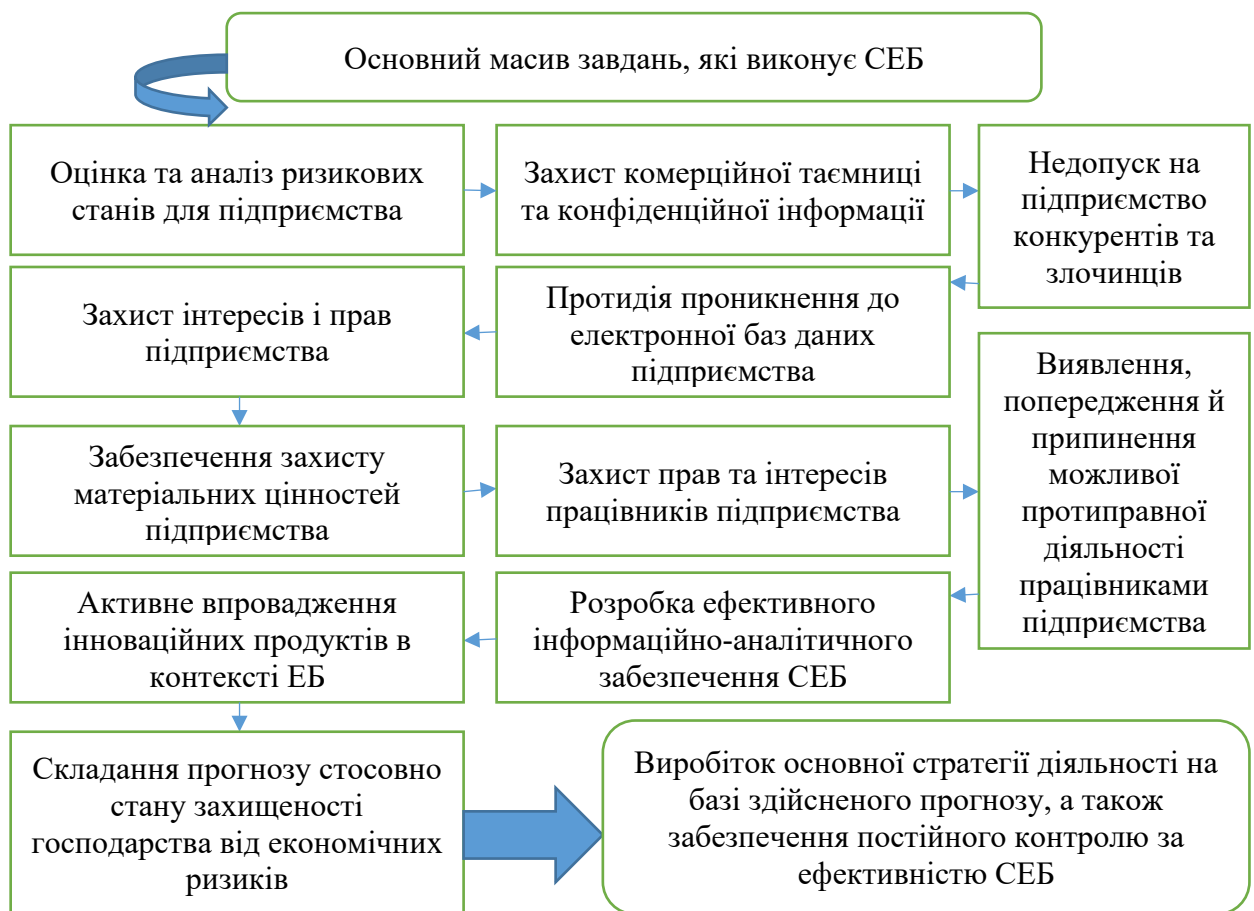 Основний масив завдань, які виконує СЕБ
Оцінка та аналіз ризикових
станів для підприємства
Захист комерційної таємниці
та конфіденційної інформації
Недопуск на
підприємство
конкурентів та
злочинців
Протидія проникнення до
електронної баз даних
підприємства
Захист інтересів і прав
підприємства
Забезпечення захисту
матеріальних цінностей
підприємства
Захист прав та інтересів
працівників підприємства
Виявлення,
попередження й
припинення
можливої
протиправної
діяльності
працівниками
підприємства
Розробка ефективного
інформаційно-аналітичного
забезпечення СЕБ
Активне впровадження
інноваційних продуктів в
контексті ЕБ
Складання прогнозу стосовно
стану захищеності
господарства від економічних
ризиків
Виробіток основної стратегії діяльності на
базі здійсненого прогнозу, а також
забезпечення постійного контролю за
ефективністю СЕБ